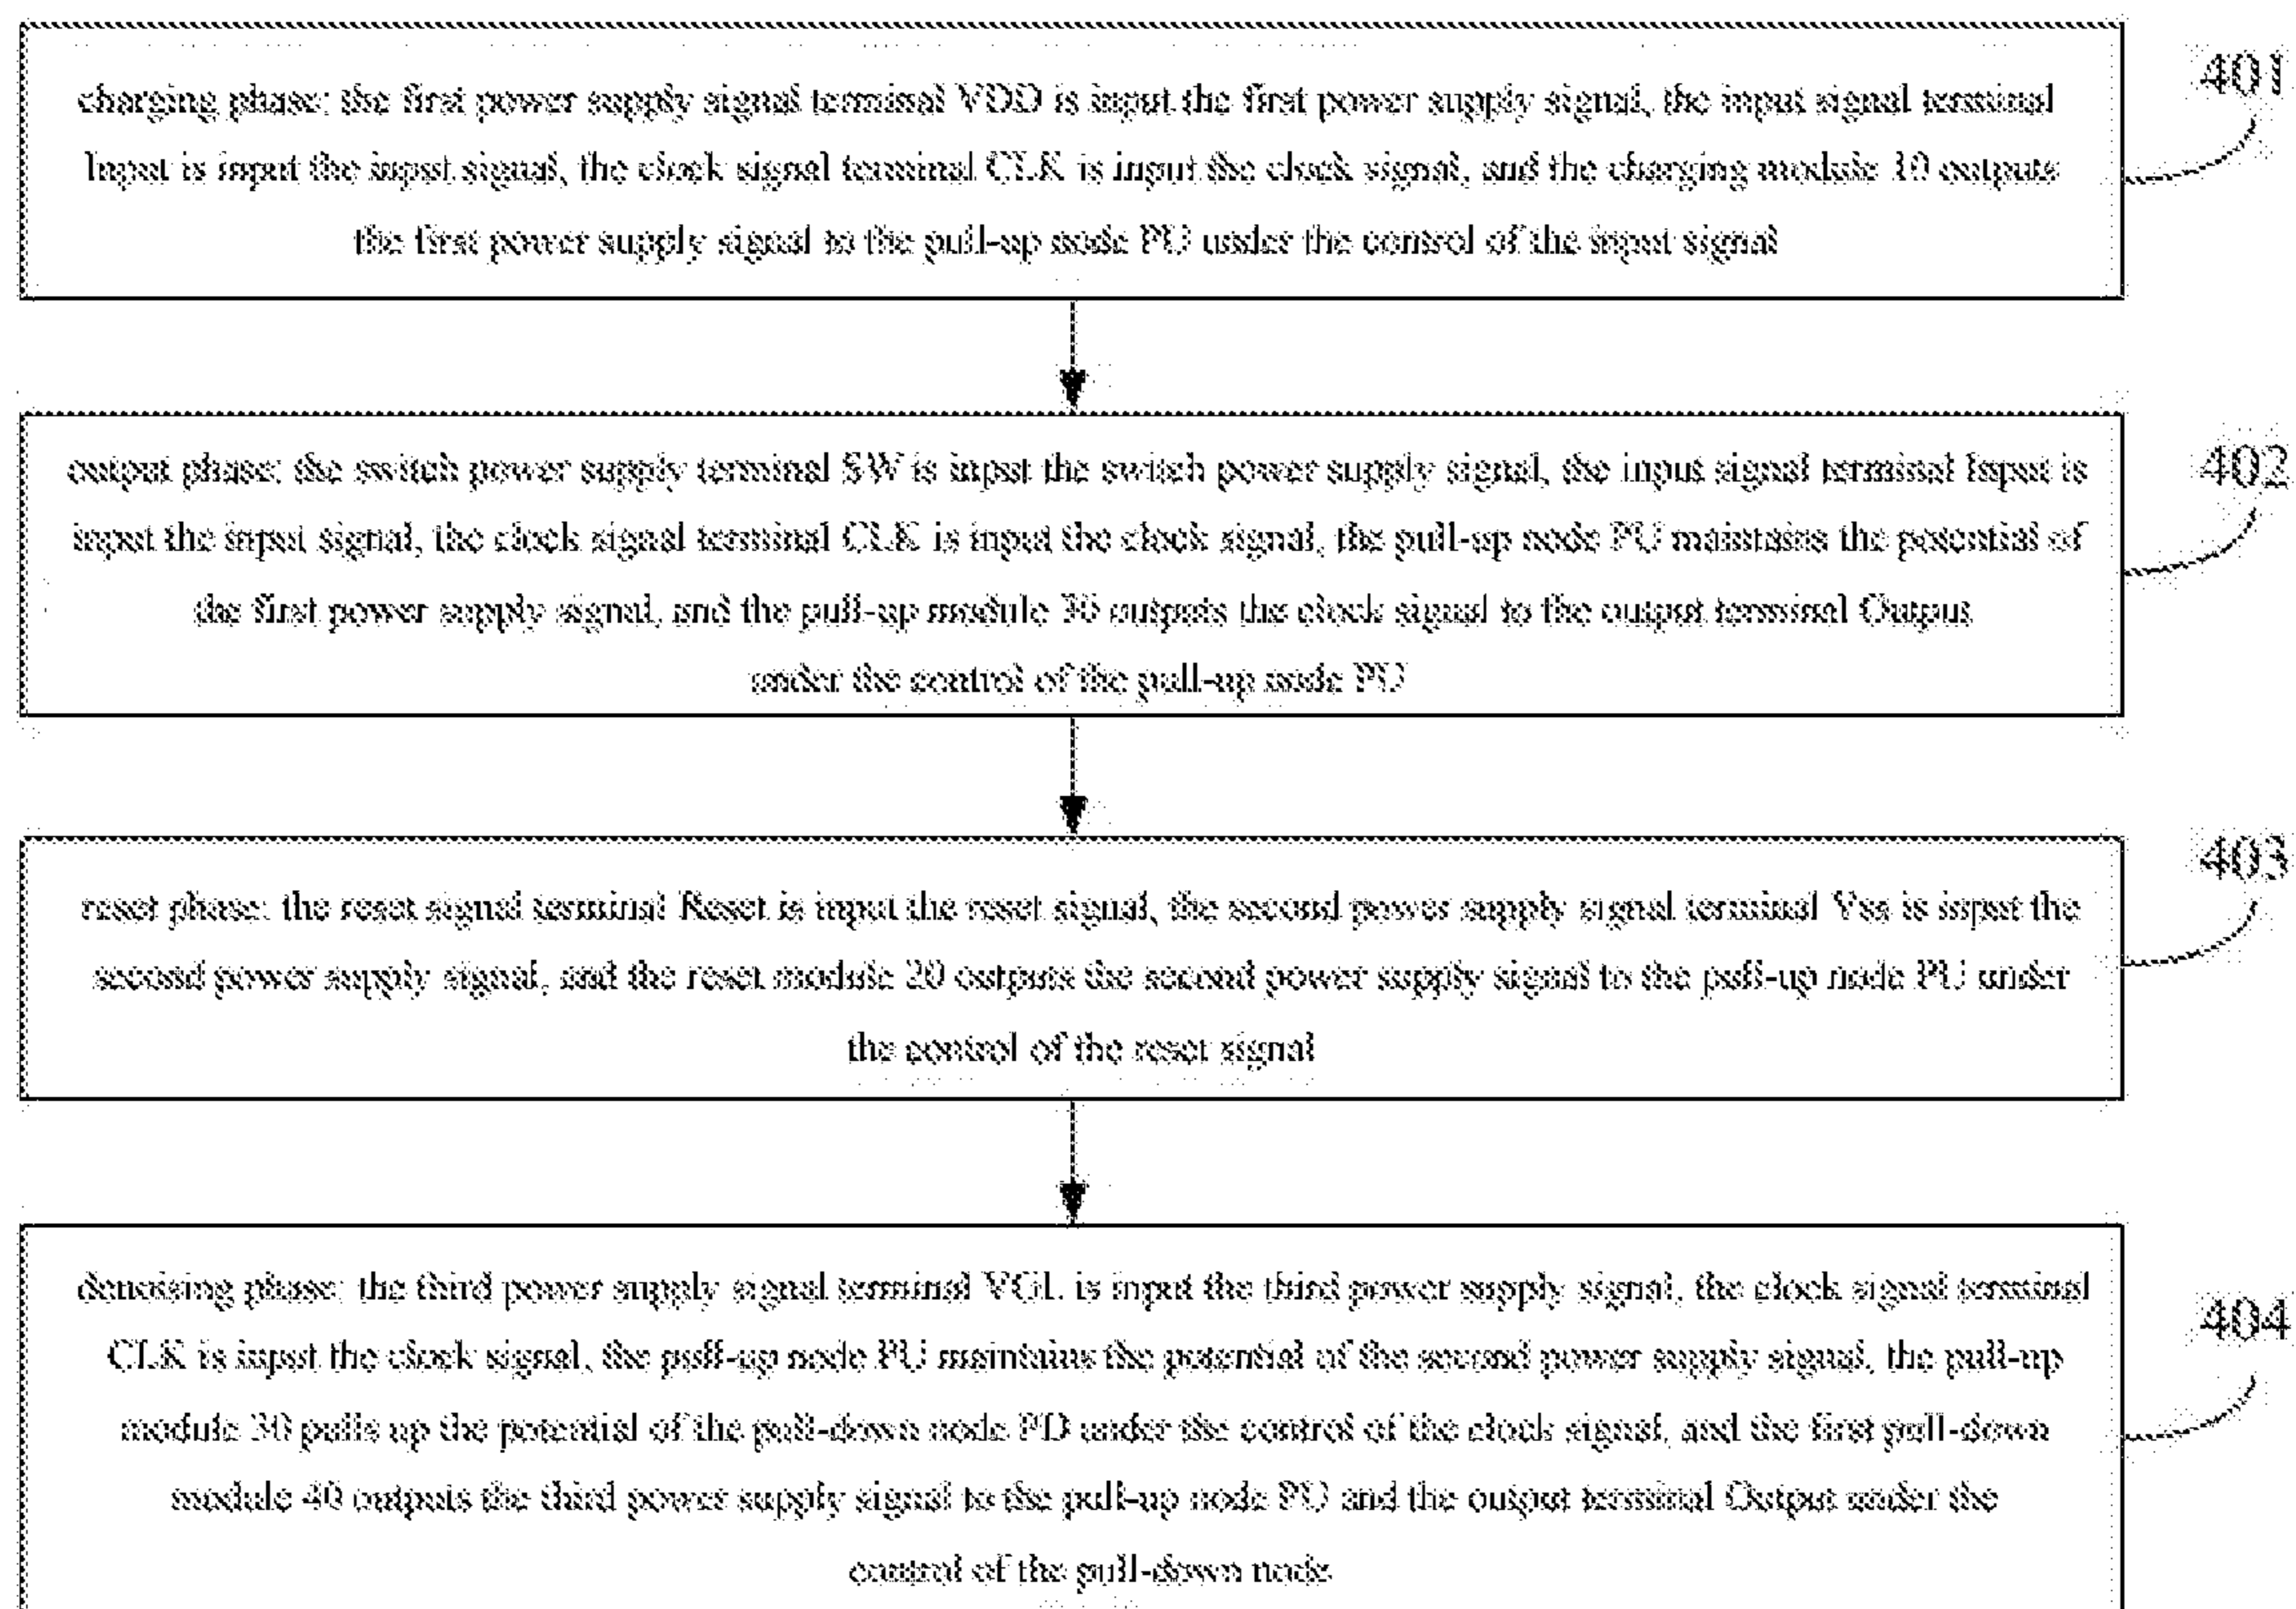 401
charging phase: the first power supply signal terminal VDD is input the first power supply signal, the input signal terminal
Input is input the input signal, the clock signal terminal CLK is input the clock signal, and the charging module 10 outputs
the first power supply signal to the pull-up node PU under the control of the input signal
402
output phase: the switch power supply terminal SW is input the switch power supply signal, the input signal terminal Input is
input the input signal, the clock signal terminal CLK is input the clock signal, the pull-up node PU maintains the potential of
the first power supply signal, and the pull-up module 30 outputs the clock signal to the output terminal Output
under the control of the pull-up node PU
403
reset phase: the reset signal terminal Reset is input the reset signal, the second power supply signal terminal Vss is input the
second power supply signal, and the reset module 20 outputs the second power supply signal to the pull-up node PU under
the control of the reset signal
404
denoising phase: the third power supply signal terminal VGL is input the third power supply signal, the clock signal terminal
CLK is input the clock signal, the pull-up node PU maintains the potential of the second power supply signal, the pull-up
module 30 pulls up the potential of the pull-down node PD under the control of the clock signal, and the first pull-down
module 40 outputs the third power supply signal to the pull-up node PU and the output terminal Output under the
control of the pull-down node